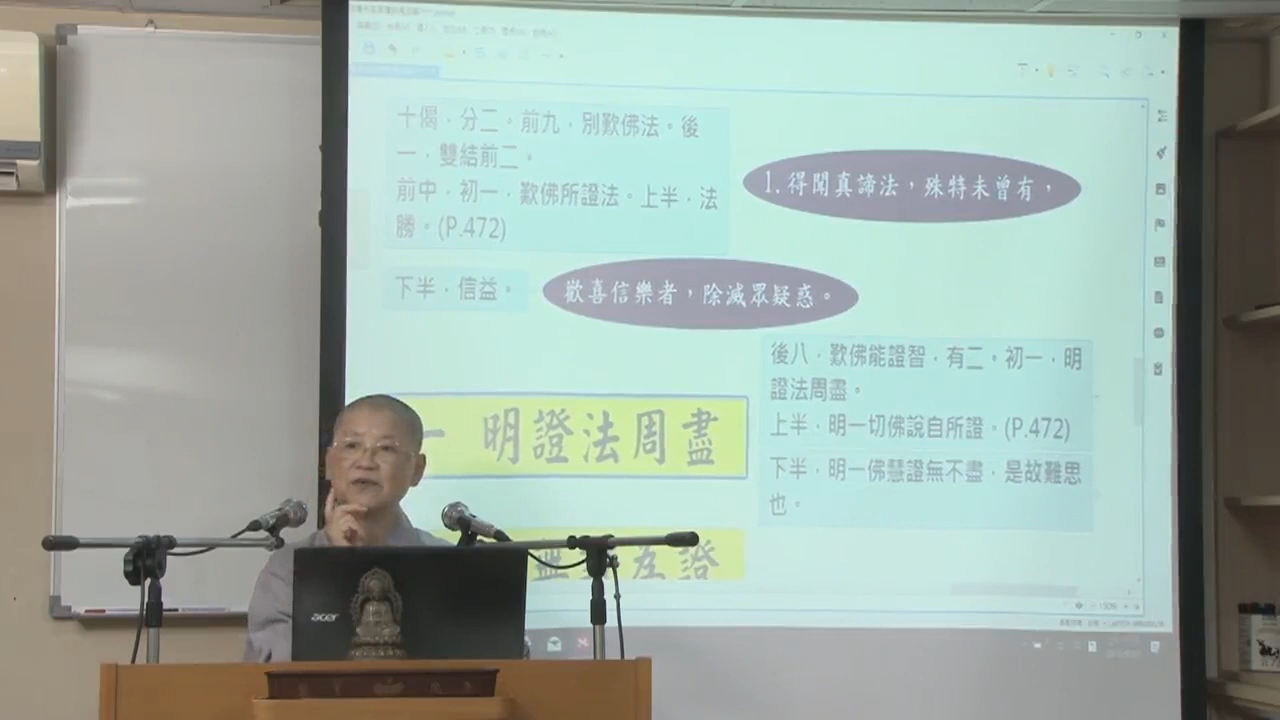 十偈．分二。前九．別歎佛法。後
一．雙結前二。
前中．初一．歎佛所證法。上半．法
勝。(P.472)
1.得聞真諦法，殊特未曾有，
下半．信益。
歡喜信樂者，除滅眾疑惑。
後八．歎佛能證智．有二。初一．明
證法周盡。
上半．明一切佛說自所證。(P.472)
下半．明一佛慧證無不盡．是故難思
也。
一 明證法周盡
acer
150%